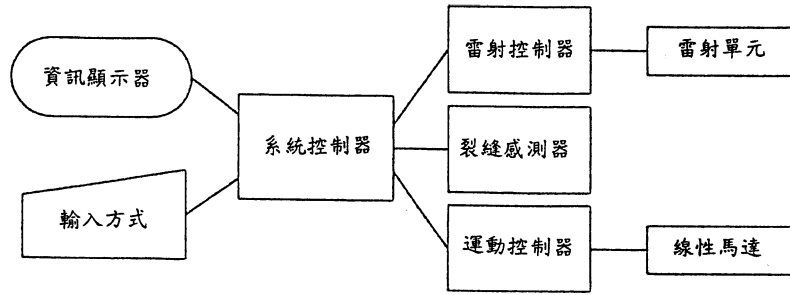 資訊顯示器
輸入方式
系統控制器
雷射控制器
雷射單元
裂縫感測器
運動控制器
線性馬達